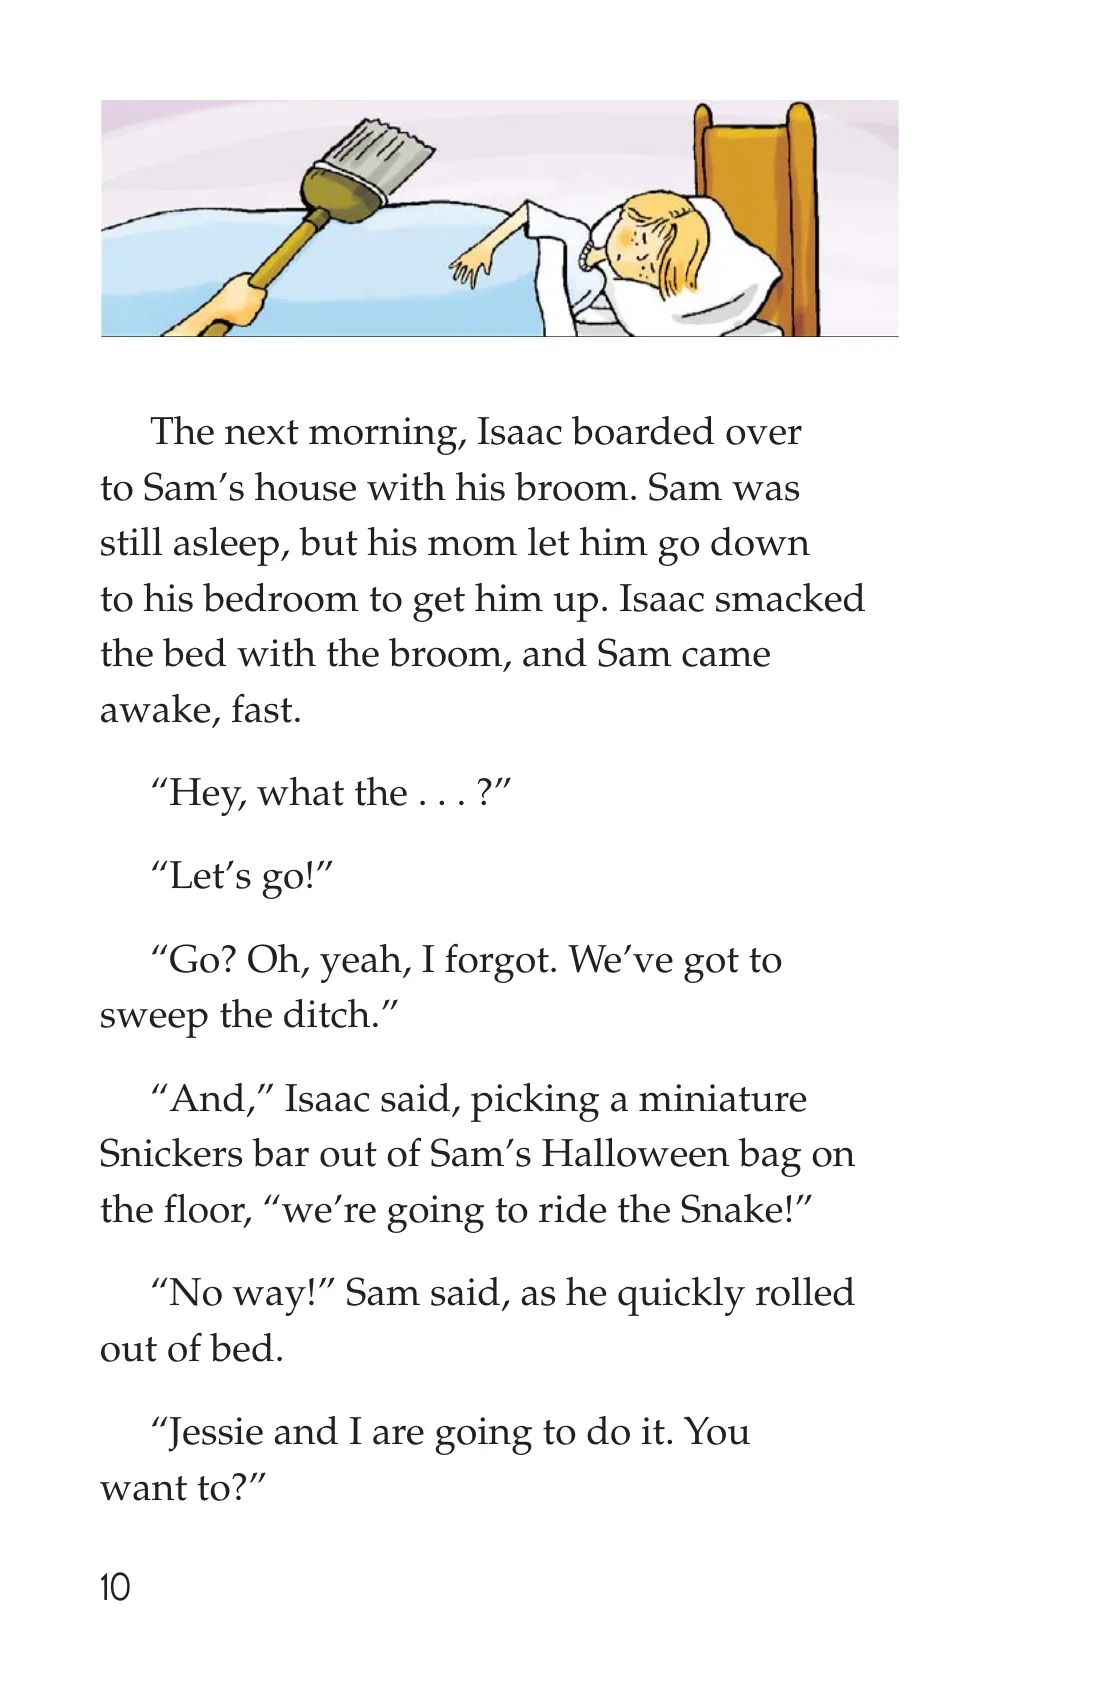 The next morning, Isaac boarded over
to Sam’s house with his broom. Sam was
still asleep, but his mom let him go down
to his bedroom to get him up. Isaac smacked
the bed with the broom, and Sam came
awake, fast.
“Hey, what the . . . ?”
“Let’s go!”
“Go? Oh, yeah, I forgot. We’ve got to
sweep the ditch.”
“And,” Isaac said, picking a miniature
Snickers bar out of Sam’s Halloween bag on
the floor, “we’re going to ride the Snake!”
“No way!” Sam said, as he quickly rolled
out of bed.
“Jessie and I are going to do it. You
want to?”
10